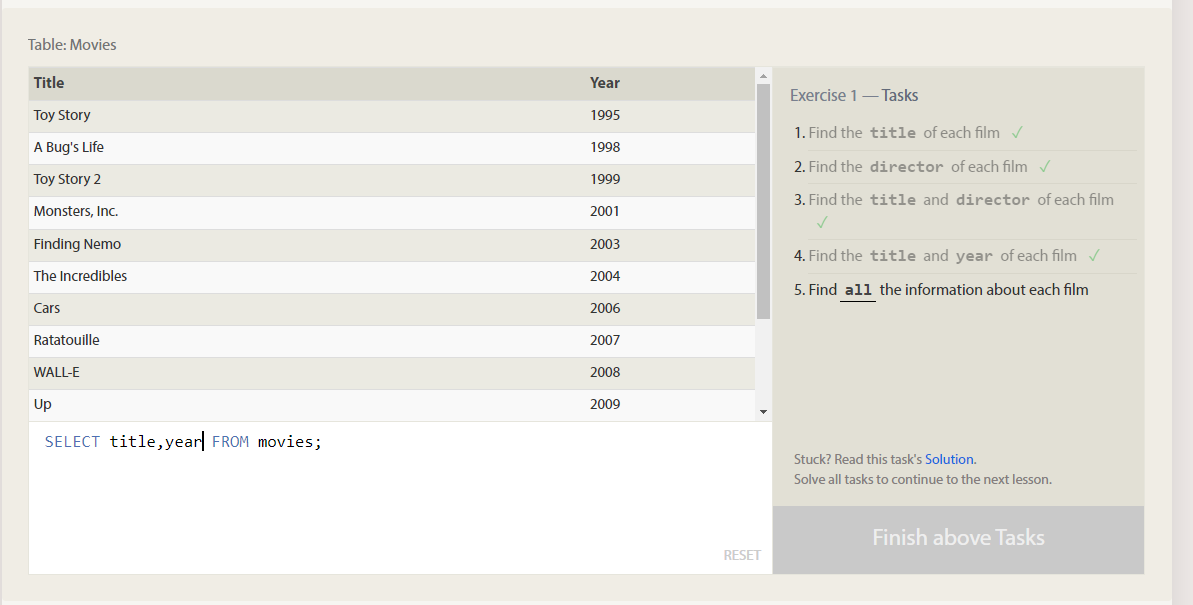 Table: Movies
Title Year
Toy Story 1995
A Bug's Life 1998
Toy Story 2 1999
Monsters, Inc. 2001
Finding Nemo 2003
The Incredibles 2004
Cars 2006
Ratatouille 2007
WALL-E 2008
Up 2009
SELECT title,year FROM movies;
RESET
Exercise 1 — Tasks
1. Find the title of each film ✓
2. Find the director of each film ✓
3. Find the title and director of each film
✓
4. Find the title and year of each film ✓
5. Find all the information about each film
Stuck? Read this task's Solution.
Solve all tasks to continue to the next lesson.
Finish above Tasks